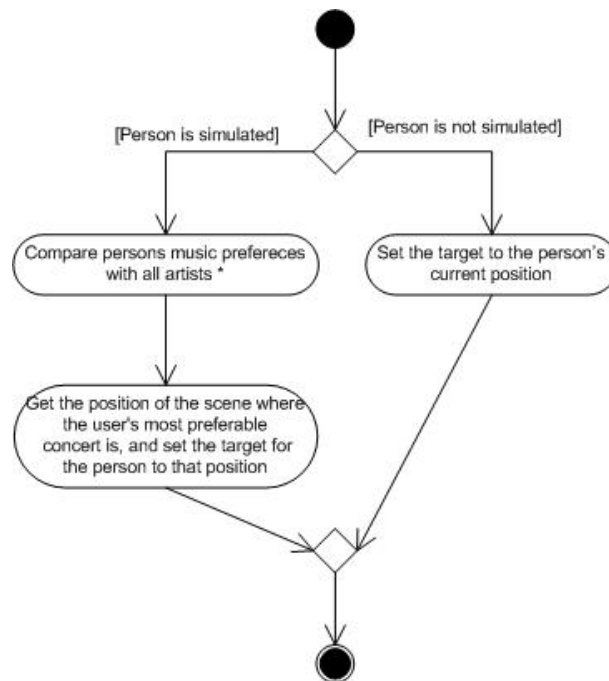 [Person is simulated]
[Person is not simulated]
Compare persons music prefereces
with all artists *
Set the target to the person's
current position
Get the position of the scene where
the user's most preferable
concert is, and set the target for
the person to that position